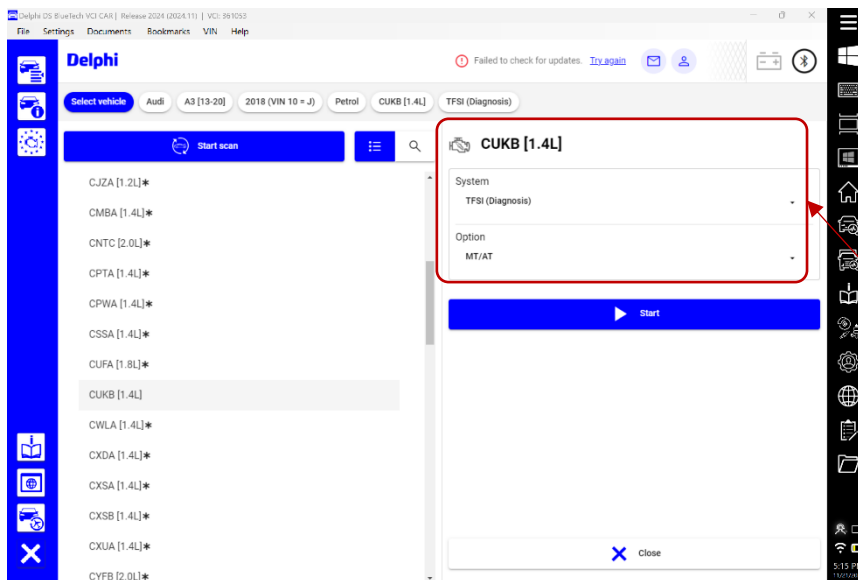 Delphi DS BlueTech VCI CAR | Release 2024 (2024.11) | VCI: 361053
File Settings Documents Bookmarks VIN Help
Delphi
Failed to check for updates. Try again
Select vehicle Audi A3 [13-20] 2018 (VIN 10 = J) Petrol CUKB [1.4L] TFSI (Diagnosis)
Start scan
CJZA [1.2L]✱
CMBA [1.4L]✱
CNTC [2.0L]✱
CPTA [1.4L]✱
CPWA [1.4L]✱
CSSA [1.4L]✱
CUFA [1.8L]✱
CUKB [1.4L]
CWLA [1.4L]✱
CXDA [1.4L]✱
CXSA [1.4L]✱
CXSB [1.4L]✱
CXUA [1.4L]✱
CYFB [2.0L]✱
CUKB [1.4L]
System
TFSI (Diagnosis)
Option
MT/AT
Start
Close
5:15 P